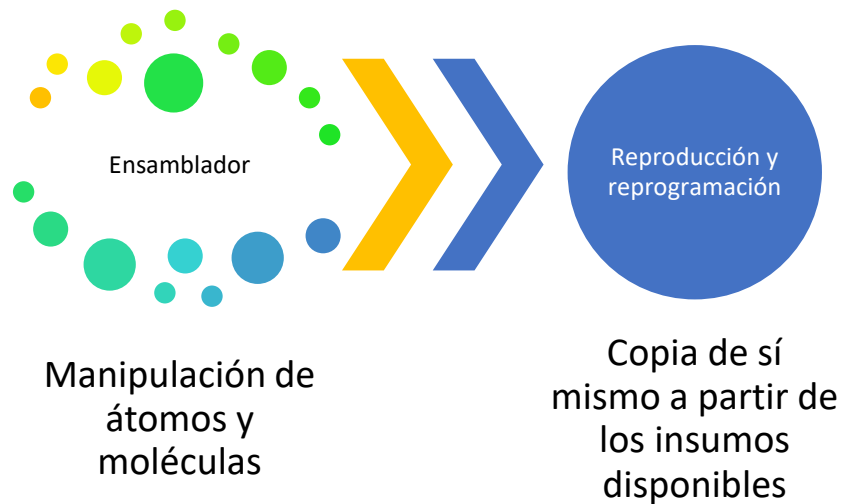 Ensamblador
Reproducción y
reprogramación
Manipulación de
átomos y
moléculas
Copia de sí
mismo a partir de
los insumos
disponibles